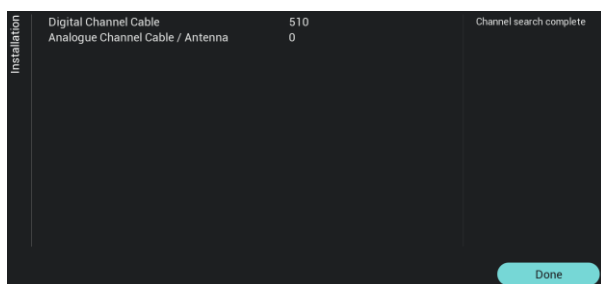 Installation
Digital Channel Cable 510
Analogue Channel Cable / Antenna 0
Channel search complete
Done